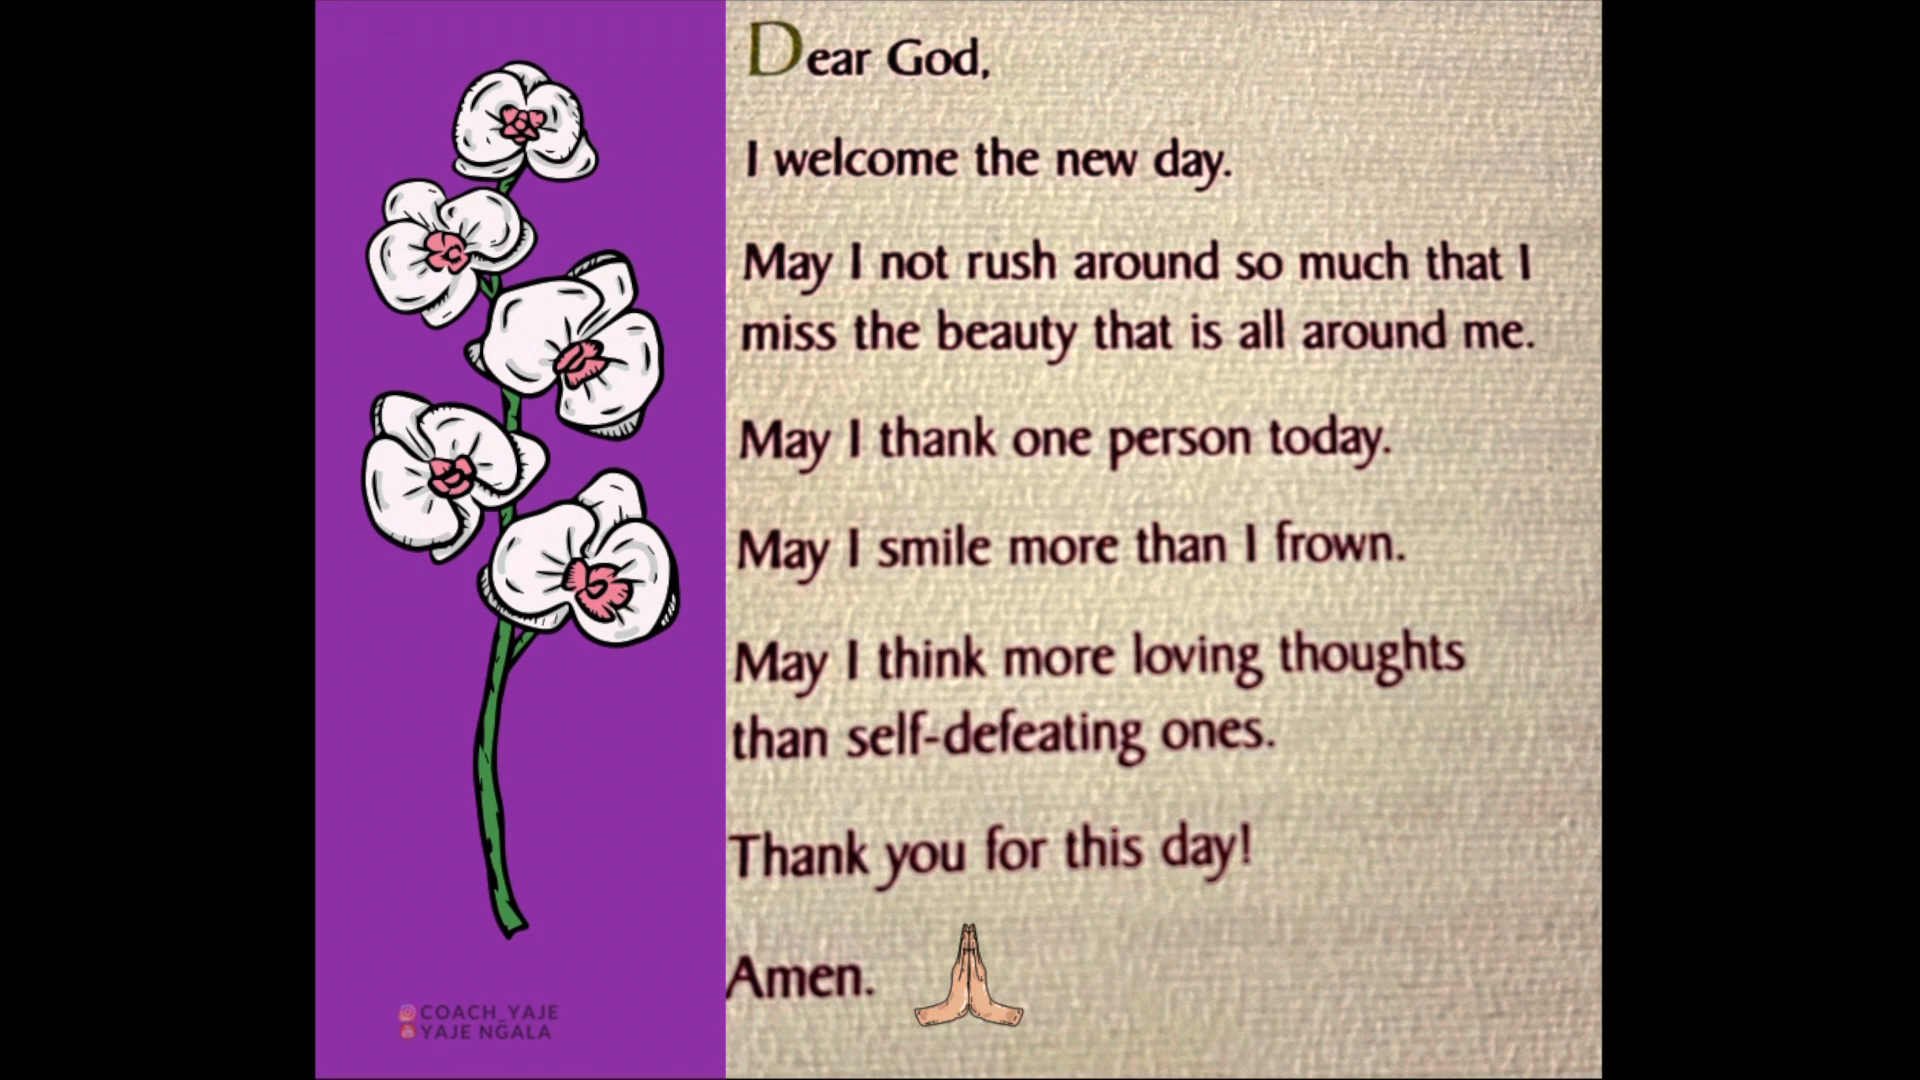 Dear God,
I welcome the new day.
May I not rush around so much that I
miss the beauty that is all around me.
May I thank one person today.
May I smile more than I frown.
May I think more loving thoughts
than self-defeating ones.
Thank you for this day!
Amen.
COACH_YAJE
YAJE NGALA